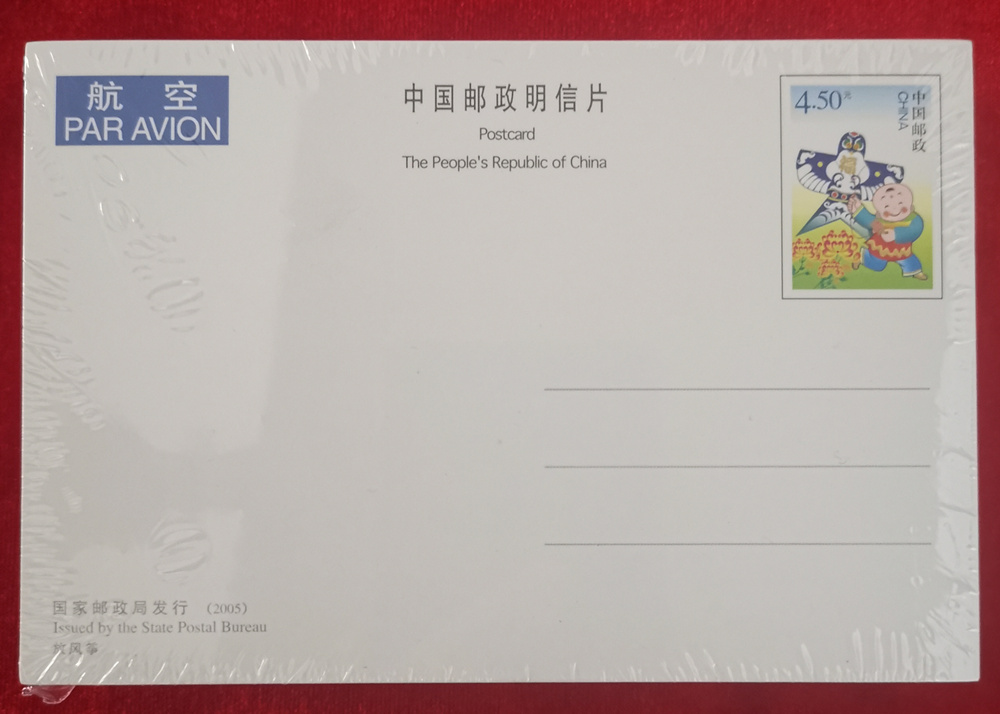 航 空
PAR AVION
中国邮政明信片
Postcard
The People's Republic of China
4.50元
中国邮政
CHINA
福
国家邮政局发行 (2005)
Issued by the State Postal Bureau
放风筝